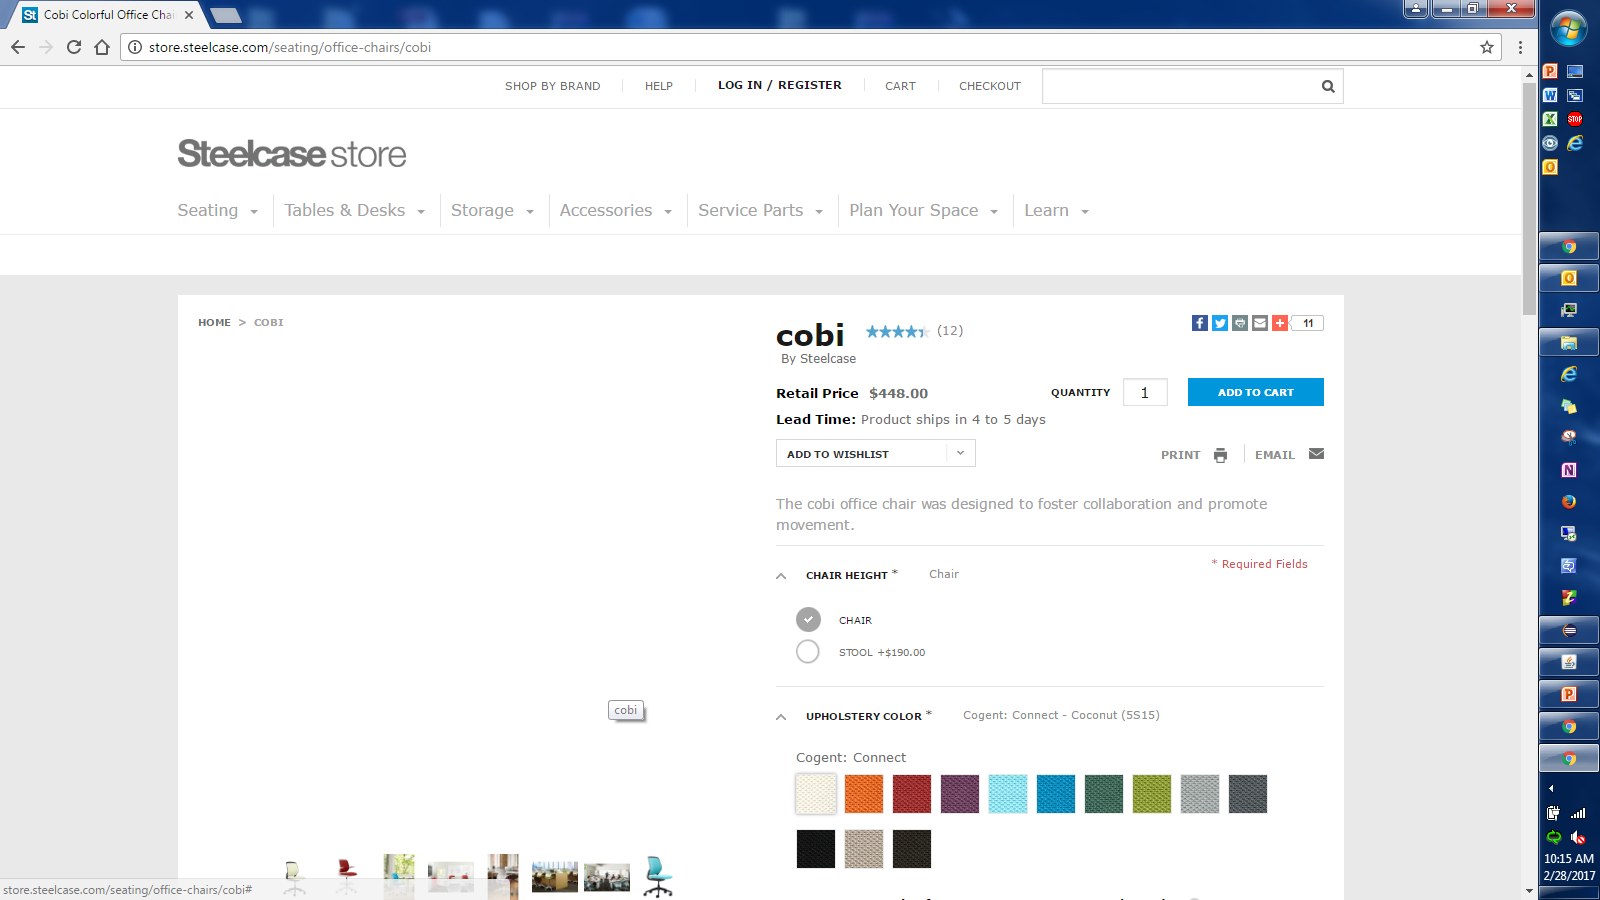 Cobi Colorful Office Chai
store.steelcase.com/seating/office-chairs/cobi
SHOP BY BRAND
HELP
LOG IN / REGISTER
CART
CHECKOUT
Steelcase store
Seating
Tables & Desks
Storage
Accessories
Service Parts
Plan Your Space
Learn
HOME > COBI
cobi (12)
By Steelcase
11
Retail Price $448.00
QUANTITY 1
ADD TO CART
Lead Time: Product ships in 4 to 5 days
ADD TO WISHLIST
PRINT
EMAIL
The cobi office chair was designed to foster collaboration and promote
movement.
* Required Fields
CHAIR HEIGHT * Chair
CHAIR
STOOL +$190.00
cobi
UPHOLSTERY COLOR * Cogent: Connect - Coconut (5S15)
Cogent: Connect
store.steelcase.com/seating/office-chairs/cobi#
STOP
10:15 AM
2/28/2017